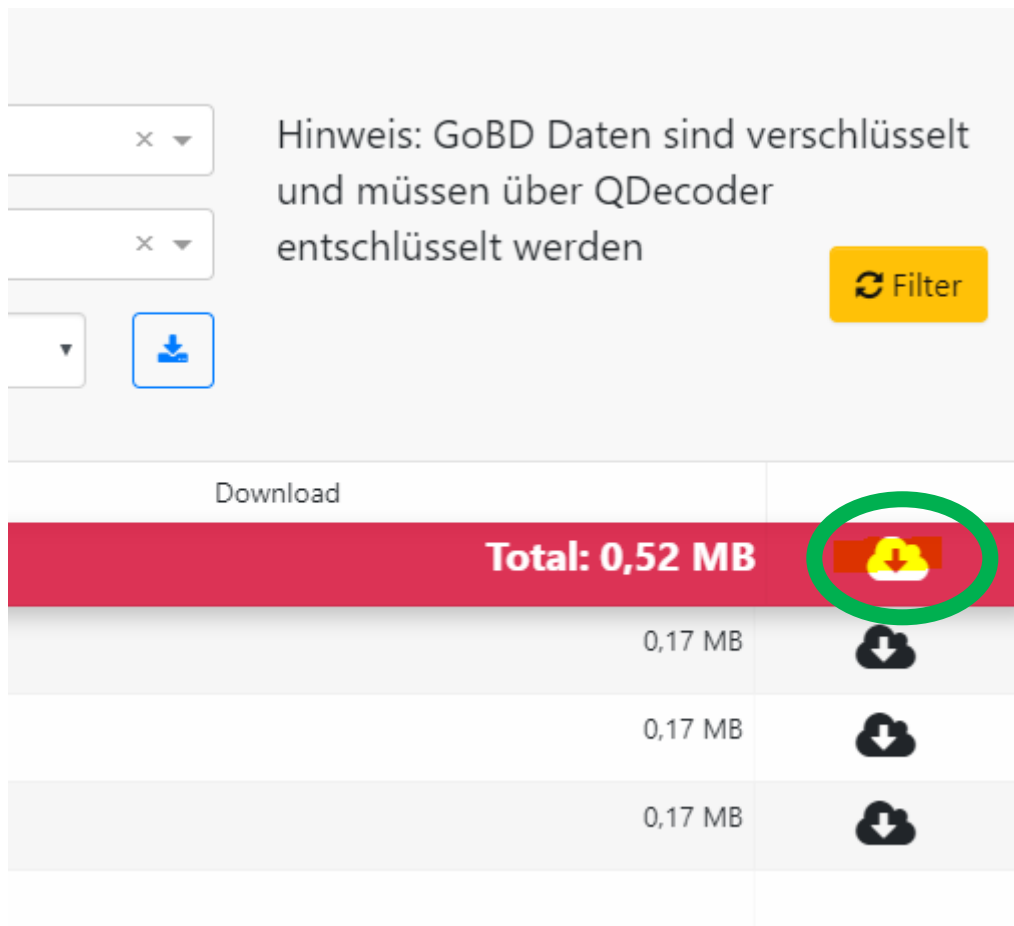 Hinweis: GoBD Daten sind verschlüsselt
und müssen über QDecoder
entschlüsselt werden
Filter
Download
Total: 0,52 MB
0,17 MB
0,17 MB
0,17 MB